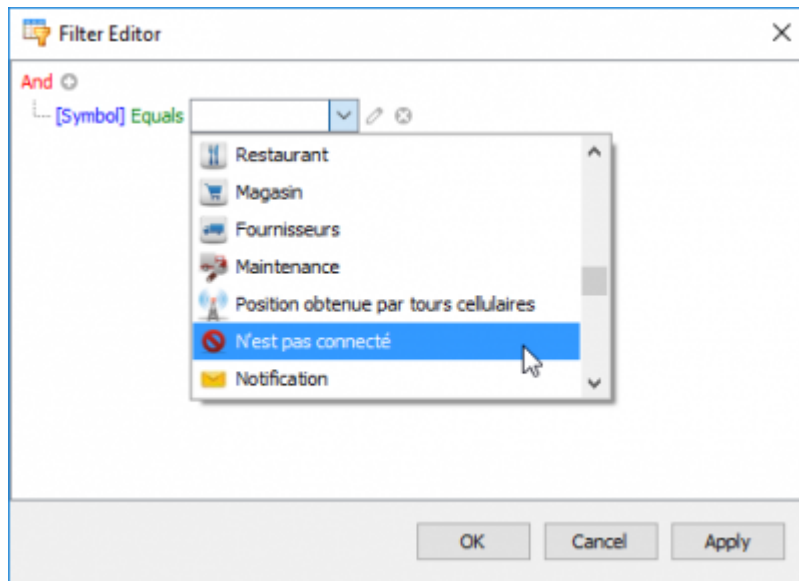 Filter Editor
And
[Symbol] Equals
Restaurant
Magasin
Fournisseurs
Maintenance
Position obtenue par tours cellulaires
N'est pas connecté
Notification
OK Cancel Apply